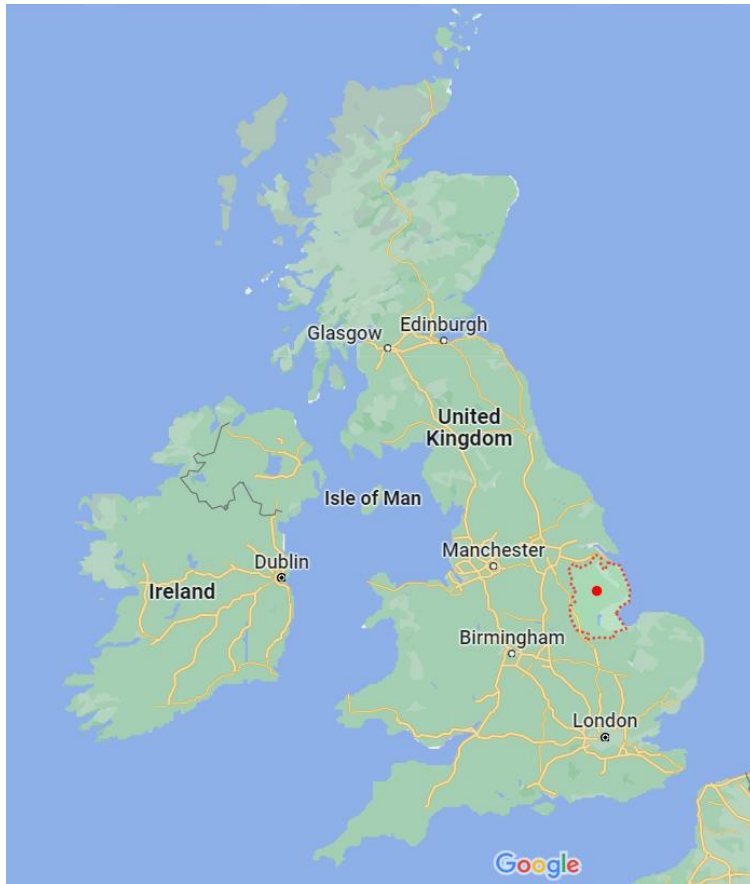 Glasgow
Edinburgh
United
Kingdom
Isle of Man
Manchester
Dublin
Ireland
Birmingham
London
Google